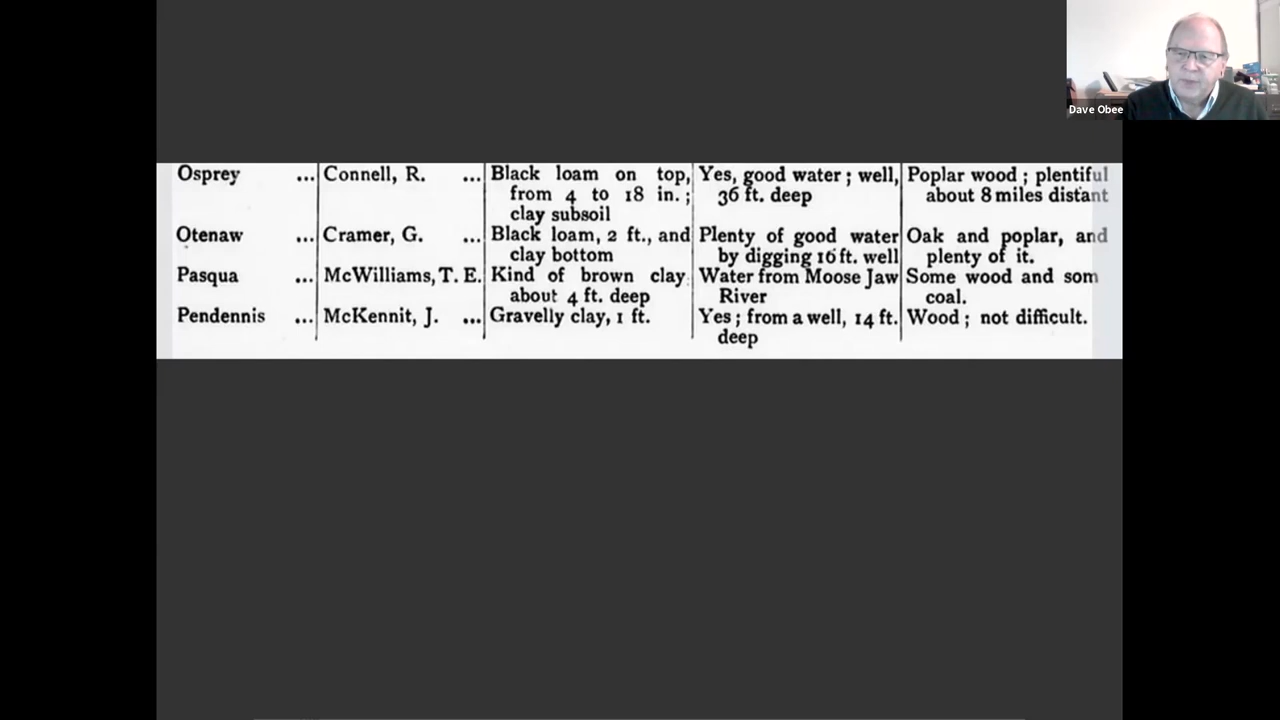 Dave Obee
Osprey ... Connell, R. ... Black loam on top, Yes, good water ; well, Poplar wood ; plentiful
from 4 to 18 in. ; 36 ft. deep about 8 miles distant
clay subsoil
Otenaw ... Cramer, G. ... Black loam, 2 ft., and Plenty of good water Oak and poplar, and
clay bottom by digging 16 ft. well plenty of it.
Pasqua ... McWilliams, T. E. Kind of brown clay Water from Moose Jaw Some wood and som
about 4 ft. deep River coal.
Pendennis ... McKennit, J. ... Gravelly clay, 1 ft. Yes ; from a well, 14 ft. Wood ; not difficult.
deep